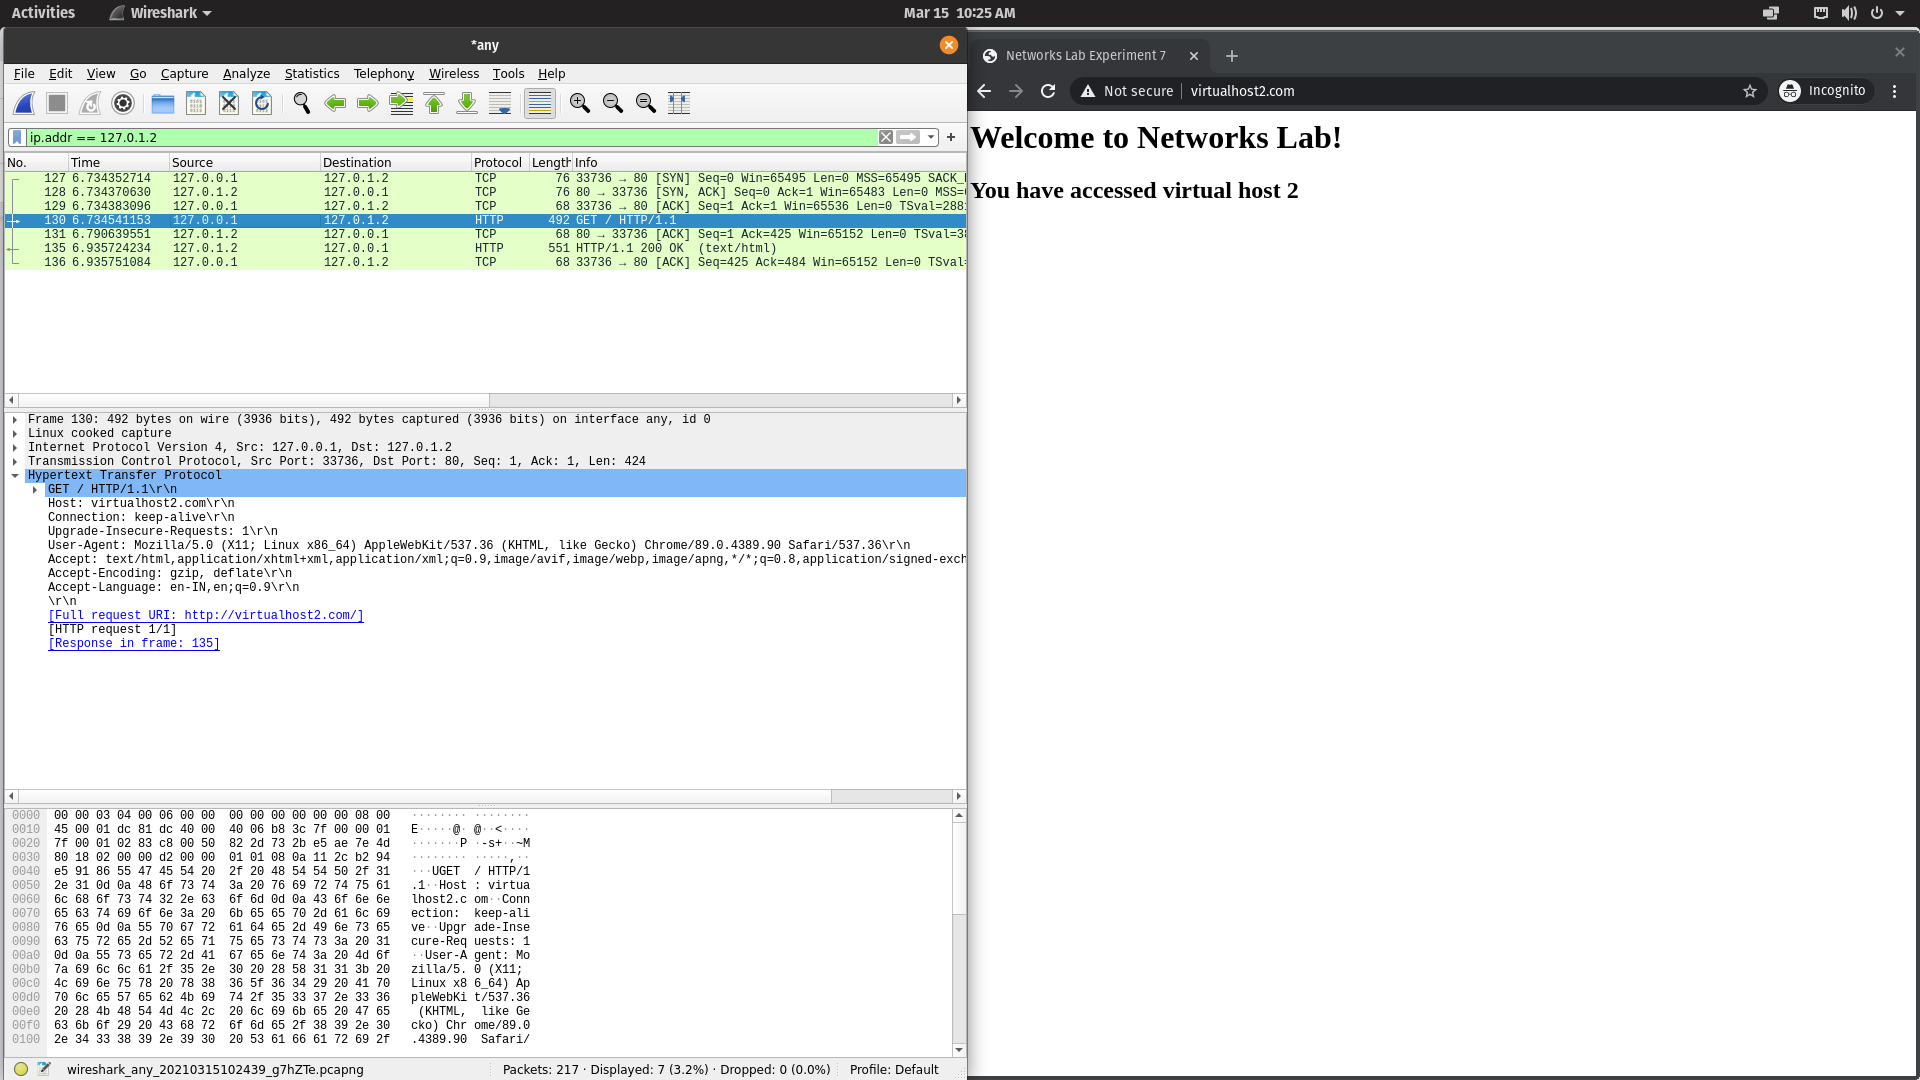 Activities Wireshark Mar 15 10:25 AM
*any
File Edit View Go Capture Analyze Statistics Telephony Wireless Tools Help
ip.addr == 127.0.1.2
No. Time Source Destination Protocol Length Info
127 6.734352714 127.0.0.1 127.0.1.2 TCP 76 33736 → 80 [SYN] Seq=0 Win=65495 Len=0 MSS=65495
128 6.734370630 127.0.1.2 127.0.0.1 TCP 76 80 → 33736 [SYN, ACK] Seq=0 Ack=1 Win=65483 Len=0
129 6.734383096 127.0.0.1 127.0.1.2 TCP 68 33736 → 80 [ACK] Seq=1 Ack=1 Win=65536 Len=0
130 6.734541153 127.0.0.1 127.0.1.2 HTTP 492 GET / HTTP/1.1
131 6.790639551 127.0.1.2 127.0.0.1 TCP 68 80 → 33736 [ACK] Seq=1 Ack=425 Win=65152 Len=0
135 6.935724234 127.0.1.2 127.0.0.1 HTTP 551 HTTP/1.1 200 OK (text/html)
136 6.935751084 127.0.0.1 127.0.1.2 TCP 68 33736 → 80 [ACK] Seq=425 Ack=484 Win=65152 Len=0
Frame 130: 492 bytes on wire (3936 bits), 492 bytes captured (3936 bits) on interface any, id 0
Linux cooked capture
Internet Protocol Version 4, Src: 127.0.0.1, Dst: 127.0.1.2
Transmission Control Protocol, Src Port: 33736, Dst Port: 80, Seq: 1, Ack: 1, Len: 424
Hypertext Transfer Protocol
GET / HTTP/1.1\r\n
Host: virtualhost2.com\r\n
Connection: keep-alive\r\n
Upgrade-Insecure-Requests: 1\r\n
User-Agent: Mozilla/5.0 (X11; Linux x86_64) AppleWebKit/537.36 (KHTML, like Gecko) Chrome/89.0.4389.90 Safari/537.36\r\n
Accept: text/html,application/xhtml+xml,application/xml;q=0.9,image/avif,image/webp,image/apng,*/*;q=0.8,application/signed-exch
Accept-Encoding: gzip, deflate\r\n
Accept-Language: en-IN,en;q=0.9\r\n
\r\n
[Full request URI: http://virtualhost2.com/]
[HTTP request 1/1]
[Response in frame: 135]
0000 00 00 03 04 00 06 00 00 00 00 00 00 00 00 08 00 ········ ········
0010 45 00 01 dc 81 dc 40 00 40 06 b8 3c 7f 00 00 01 E·····@· @··<····
0020 7f 00 01 02 83 c8 00 50 82 2d 73 2b e5 ae 7e 4d ·······P ·-s+··~M
0030 80 18 02 00 00 d2 00 00 01 01 08 0a 11 2c b2 94 ········ ·····,··
0040 e5 91 86 55 47 45 54 20 2f 20 48 54 54 50 2f 31 ···UGET / HTTP/1
0050 2e 31 0d 0a 48 6f 73 74 3a 20 76 69 72 74 75 61 .1··Host : virtua
0060 6c 68 6f 73 74 32 2e 63 6f 6d 0d 0a 43 6f 6e 6e lhost2.c om··Conn
0070 65 63 74 69 6f 6e 3a 20 6b 65 65 70 2d 61 6c 69 ection: keep-ali
0080 76 65 0d 0a 55 70 67 72 61 64 65 2d 49 6e 73 65 ve··Upgr ade-Inse
0090 63 75 72 65 2d 52 65 71 75 65 73 74 73 3a 20 31 cure-Req uests: 1
00a0 0d 0a 55 73 65 72 2d 41 67 65 6e 74 3a 20 4d 6f ··User-A gent: Mo
00b0 7a 69 6c 6c 61 2f 35 2e 30 20 28 58 31 31 3b 20 zilla/5. 0 (X11;
00c0 4c 69 6e 75 78 20 78 38 36 5f 36 34 29 20 41 70 Linux x8 6_64) Ap
00d0 70 6c 65 57 65 62 4b 69 74 2f 35 33 37 2e 33 36 pleWebKi t/537.36
00e0 20 28 4b 48 54 4d 4c 2c 20 6c 69 6b 65 20 47 65 (KHTML, like Ge
00f0 63 6b 6f 29 20 43 68 72 6f 6d 65 2f 38 39 2e 30 cko) Chr ome/89.0
0100 2e 34 33 38 39 2e 39 30 20 53 61 66 61 72 69 2f .4389.90 Safari/
wireshark_any_20210315102439_g7hZTe.pcapng Packets: 217 · Displayed: 7 (3.2%) · Dropped: 0 (0.0%) Profile: Default
Networks Lab Experiment 7
Not secure virtualhost2.com Incognito
Welcome to Networks Lab!
You have accessed virtual host 2